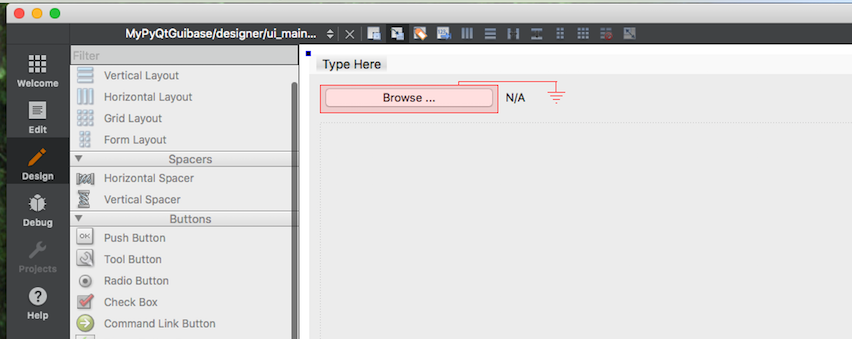 MyPyQtGuibase/designer/ui_main...
Filter
Type Here
Welcome
Edit
Design
Debug
Projects
Help
Vertical Layout
Horizontal Layout
Grid Layout
Form Layout
Spacers
Horizontal Spacer
Vertical Spacer
Buttons
OK
Push Button
Tool Button
Radio Button
Check Box
Command Link Button
Browse ...
N/A